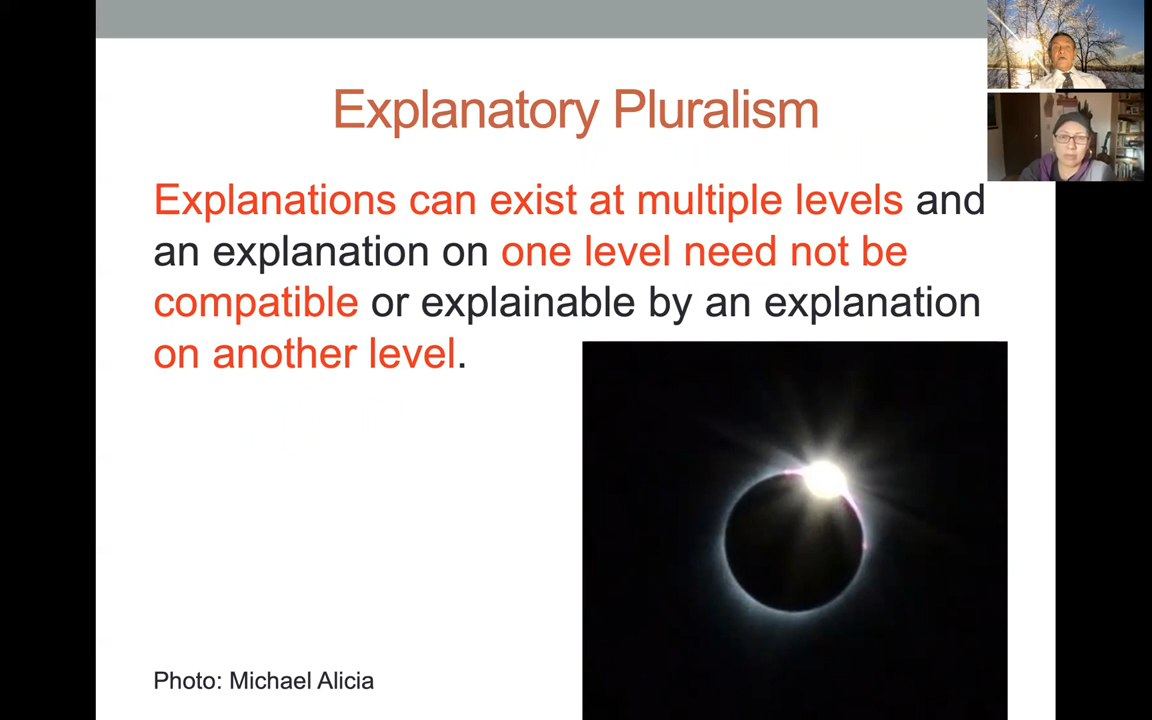 Explanatory Pluralism
Explanations can exist at multiple levels and
an explanation on one level need not be
compatible or explainable by an explanation
on another level.
Photo: Michael Alicia